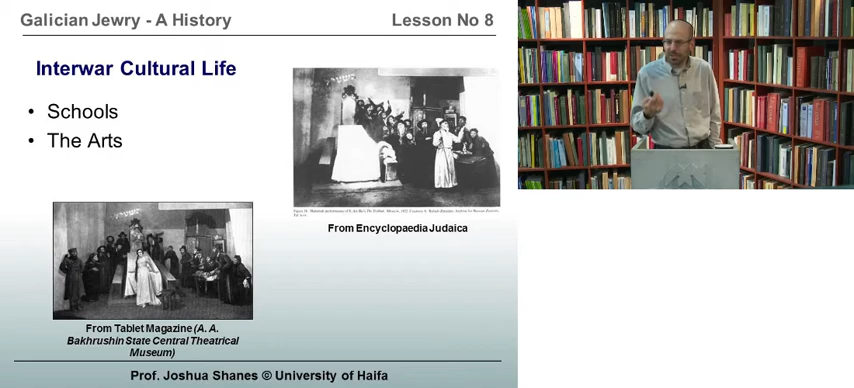 Galician Jewry - A History
Lesson No 8
Interwar Cultural Life
• Schools
• The Arts
From Encyclopaedia Judaica
From Tablet Magazine (A. A.
Bakhrushin State Central Theatrical
Museum)
Prof. Joshua Shanes © University of Haifa